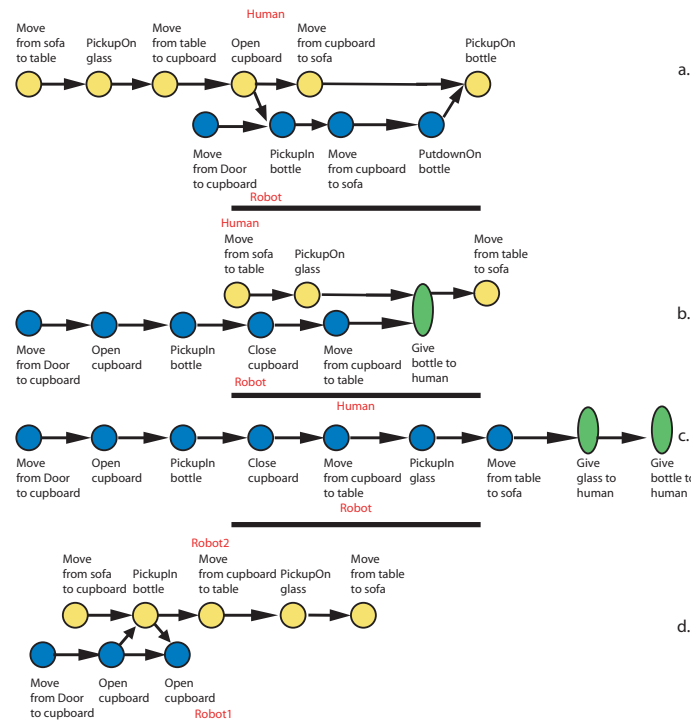 Human
Move
from sofa
to table
PickupOn
glass
Move
from table
to cupboard
Open
cupboard
Move
from cupboard
to sofa
PickupOn
bottle
a.
Move
from Door
to cupboard
PickupIn
bottle
Move
from cupboard
to sofa
PutdownOn
bottle
Robot
Human
Move
from sofa
to table
PickupOn
glass
Move
from table
to sofa
b.
Move
from Door
to cupboard
Open
cupboard
PickupIn
bottle
Close
cupboard
Move
from cupboard
to table
Give
bottle to
human
Robot
Human
c.
Move
from Door
to cupboard
Open
cupboard
PickupIn
bottle
Close
cupboard
Move
from cupboard
to table
PickupIn
glass
Move
from table
to sofa
Give
glass to
human
Give
bottle to
human
Robot
Robot2
Move
from sofa
to cupboard
PickupIn
bottle
Move
from cupboard
to table
PickupOn
glass
Move
from table
to sofa
d.
Move
from Door
to cupboard
Open
cupboard
Open
cupboard
Robot1